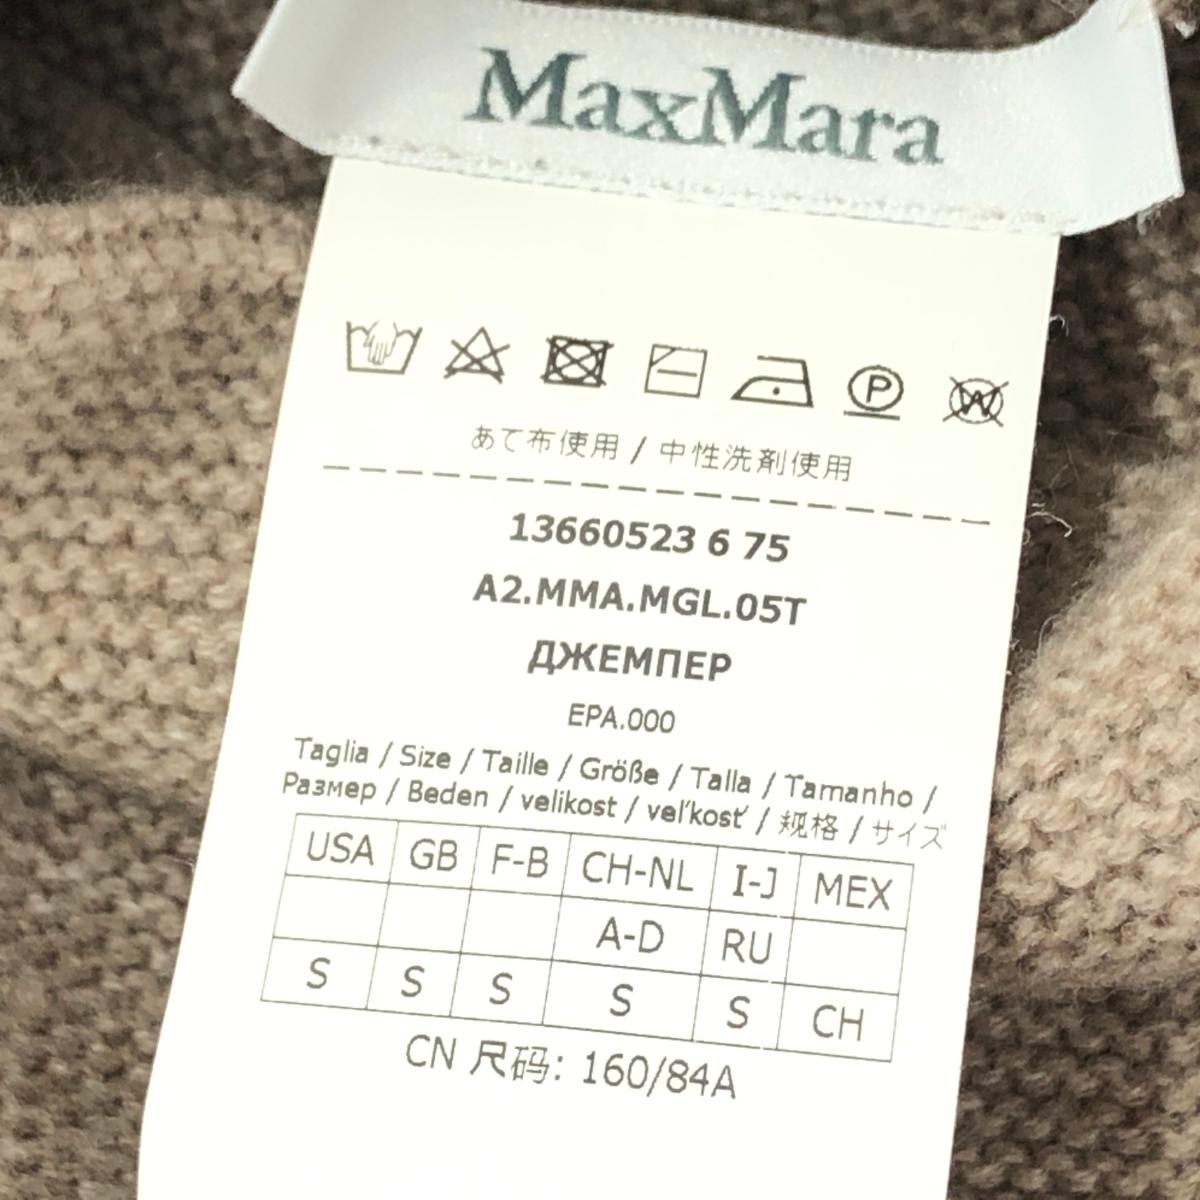 MaxMara
P W
あて布使用 / 中性洗剤使用
13660523 6 75
A2.MMA.MGL.05T
ДЖЕМПЕР
EPA.000
Taglia / Size / Taille / Größe / Talla / Tamanho /
Размер / Beden / velikost / veľkosť / 规格 / サイズ
USA GB F-B CH-NL I-J MEX
A-D RU
S S S S S CH
CN 尺码: 160/84A